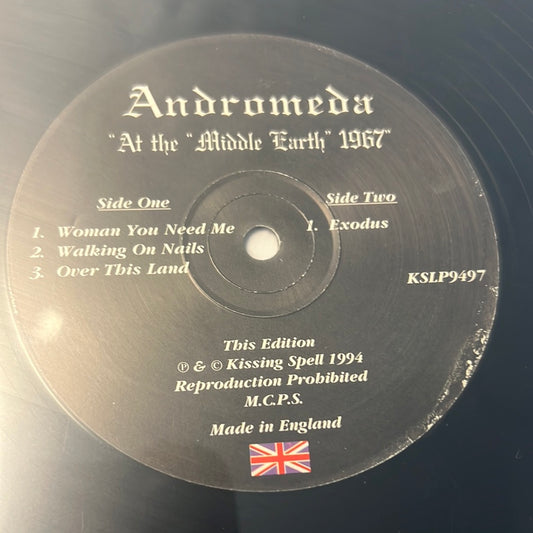 Andromeda
"At the "Middle Earth" 1967"
Side One
1. Woman You Need Me
2. Walking On Nails
3. Over This Land
Side Two
1. Exodus
KSLP9497
This Edition
℗ & © Kissing Spell 1994
Reproduction Prohibited
M.C.P.S.
Made in England